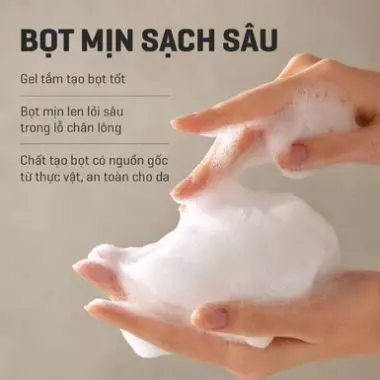 BỌT MỊN SẠCH SÂU
Gel tắm tạo bọt tốt
Bọt mịn len lỏi sâu
trong lỗ chân lông
Chất tạo bọt có nguồn gốc
từ thực vật, an toàn cho da